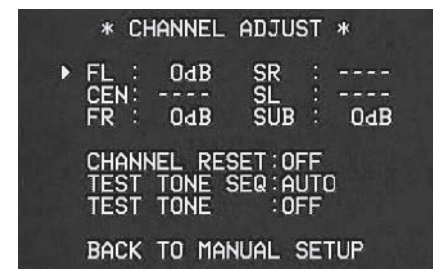 * CHANNEL ADJUST *
FL : 0dB SR : ----
CEN: ---- SL : ----
FR : 0dB SUB : 0dB
CHANNEL RESET:OFF
TEST TONE SEQ:AUTO
TEST TONE :OFF
BACK TO MANUAL SETUP